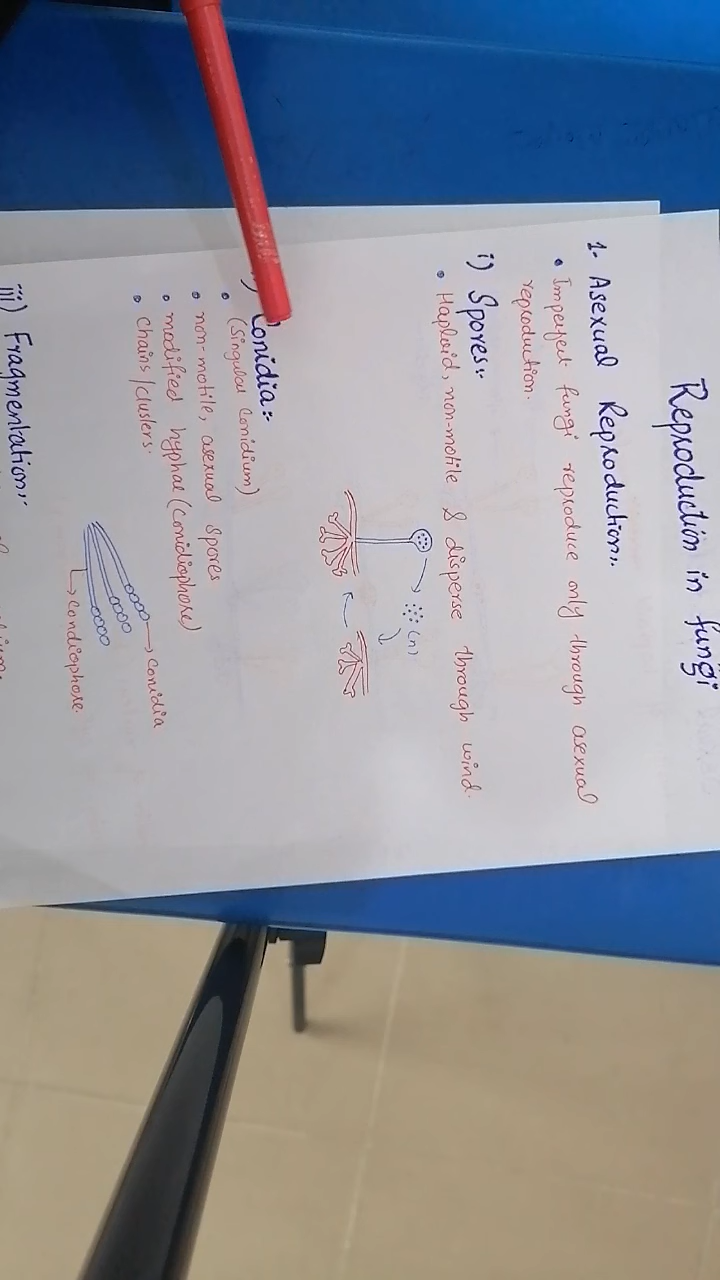 Reproduction in fungi
1- Asexual Reproduction:.
• Imperfect fungi reproduce only through asexual
reproduction.
i) Spores:.
• Haploid, non-motile & disperse through wind.
(n)
Conidia:-
• (Singular Conidium)
• non-motile, asexual spores
• modified hyphae (Conidiophore)
• Chains/clusters.
→ conidia
→ Condiophore.
iii) Fragmentation:.